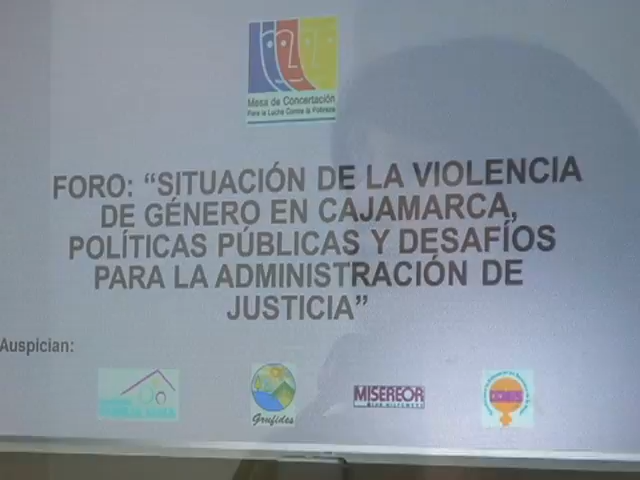 Mesa de Concertación
Para la Lucha Contra la Pobreza
FORO: “SITUACIÓN DE LA VIOLENCIA
DE GÉNERO EN CAJAMARCA,
POLÍTICAS PÚBLICAS Y DESAFÍOS
PARA LA ADMINISTRACIÓN DE
JUSTICIA”
Auspician:
Grufides
MISEREOR